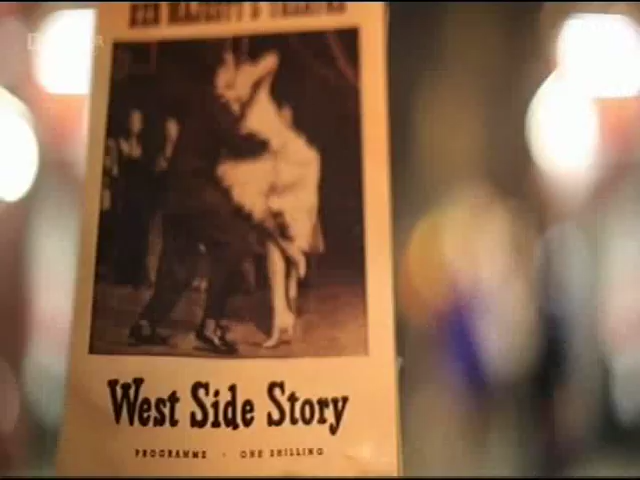 HER MAJESTY'S THEATRE
West Side Story
PROGRAMME · ONE SHILLING